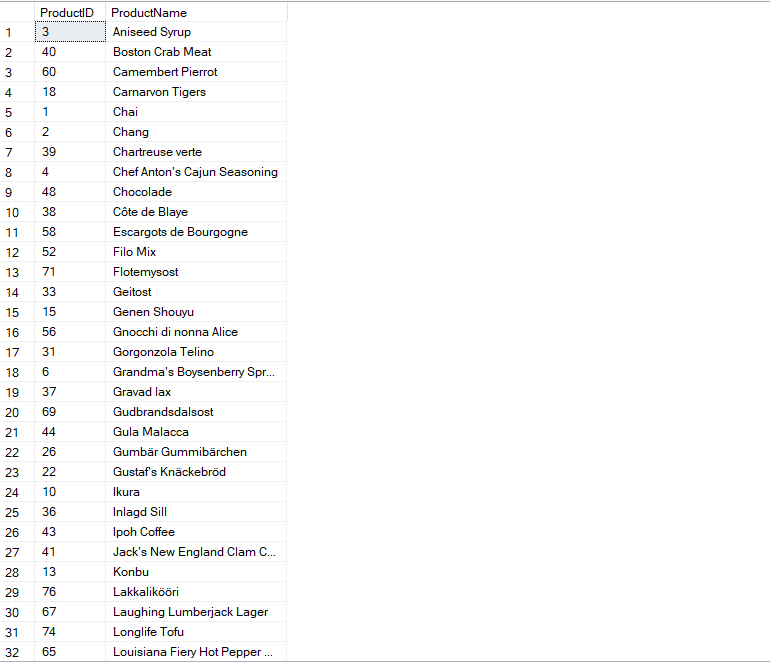 ProductID ProductName
1 3 Aniseed Syrup
2 40 Boston Crab Meat
3 60 Camembert Pierrot
4 18 Carnarvon Tigers
5 1 Chai
6 2 Chang
7 39 Chartreuse verte
8 4 Chef Anton's Cajun Seasoning
9 48 Chocolade
10 38 Côte de Blaye
11 58 Escargots de Bourgogne
12 52 Filo Mix
13 71 Flotemysost
14 33 Geitost
15 15 Genen Shouyu
16 56 Gnocchi di nonna Alice
17 31 Gorgonzola Telino
18 6 Grandma's Boysenberry Spr...
19 37 Gravad lax
20 69 Gudbrandsdalsost
21 44 Gula Malacca
22 26 Gumbär Gummibärchen
23 22 Gustaf's Knäckebröd
24 10 Ikura
25 36 Inlagd Sill
26 43 Ipoh Coffee
27 41 Jack's New England Clam C...
28 13 Konbu
29 76 Lakkalikööri
30 67 Laughing Lumberjack Lager
31 74 Longlife Tofu
32 65 Louisiana Fiery Hot Pepper ...